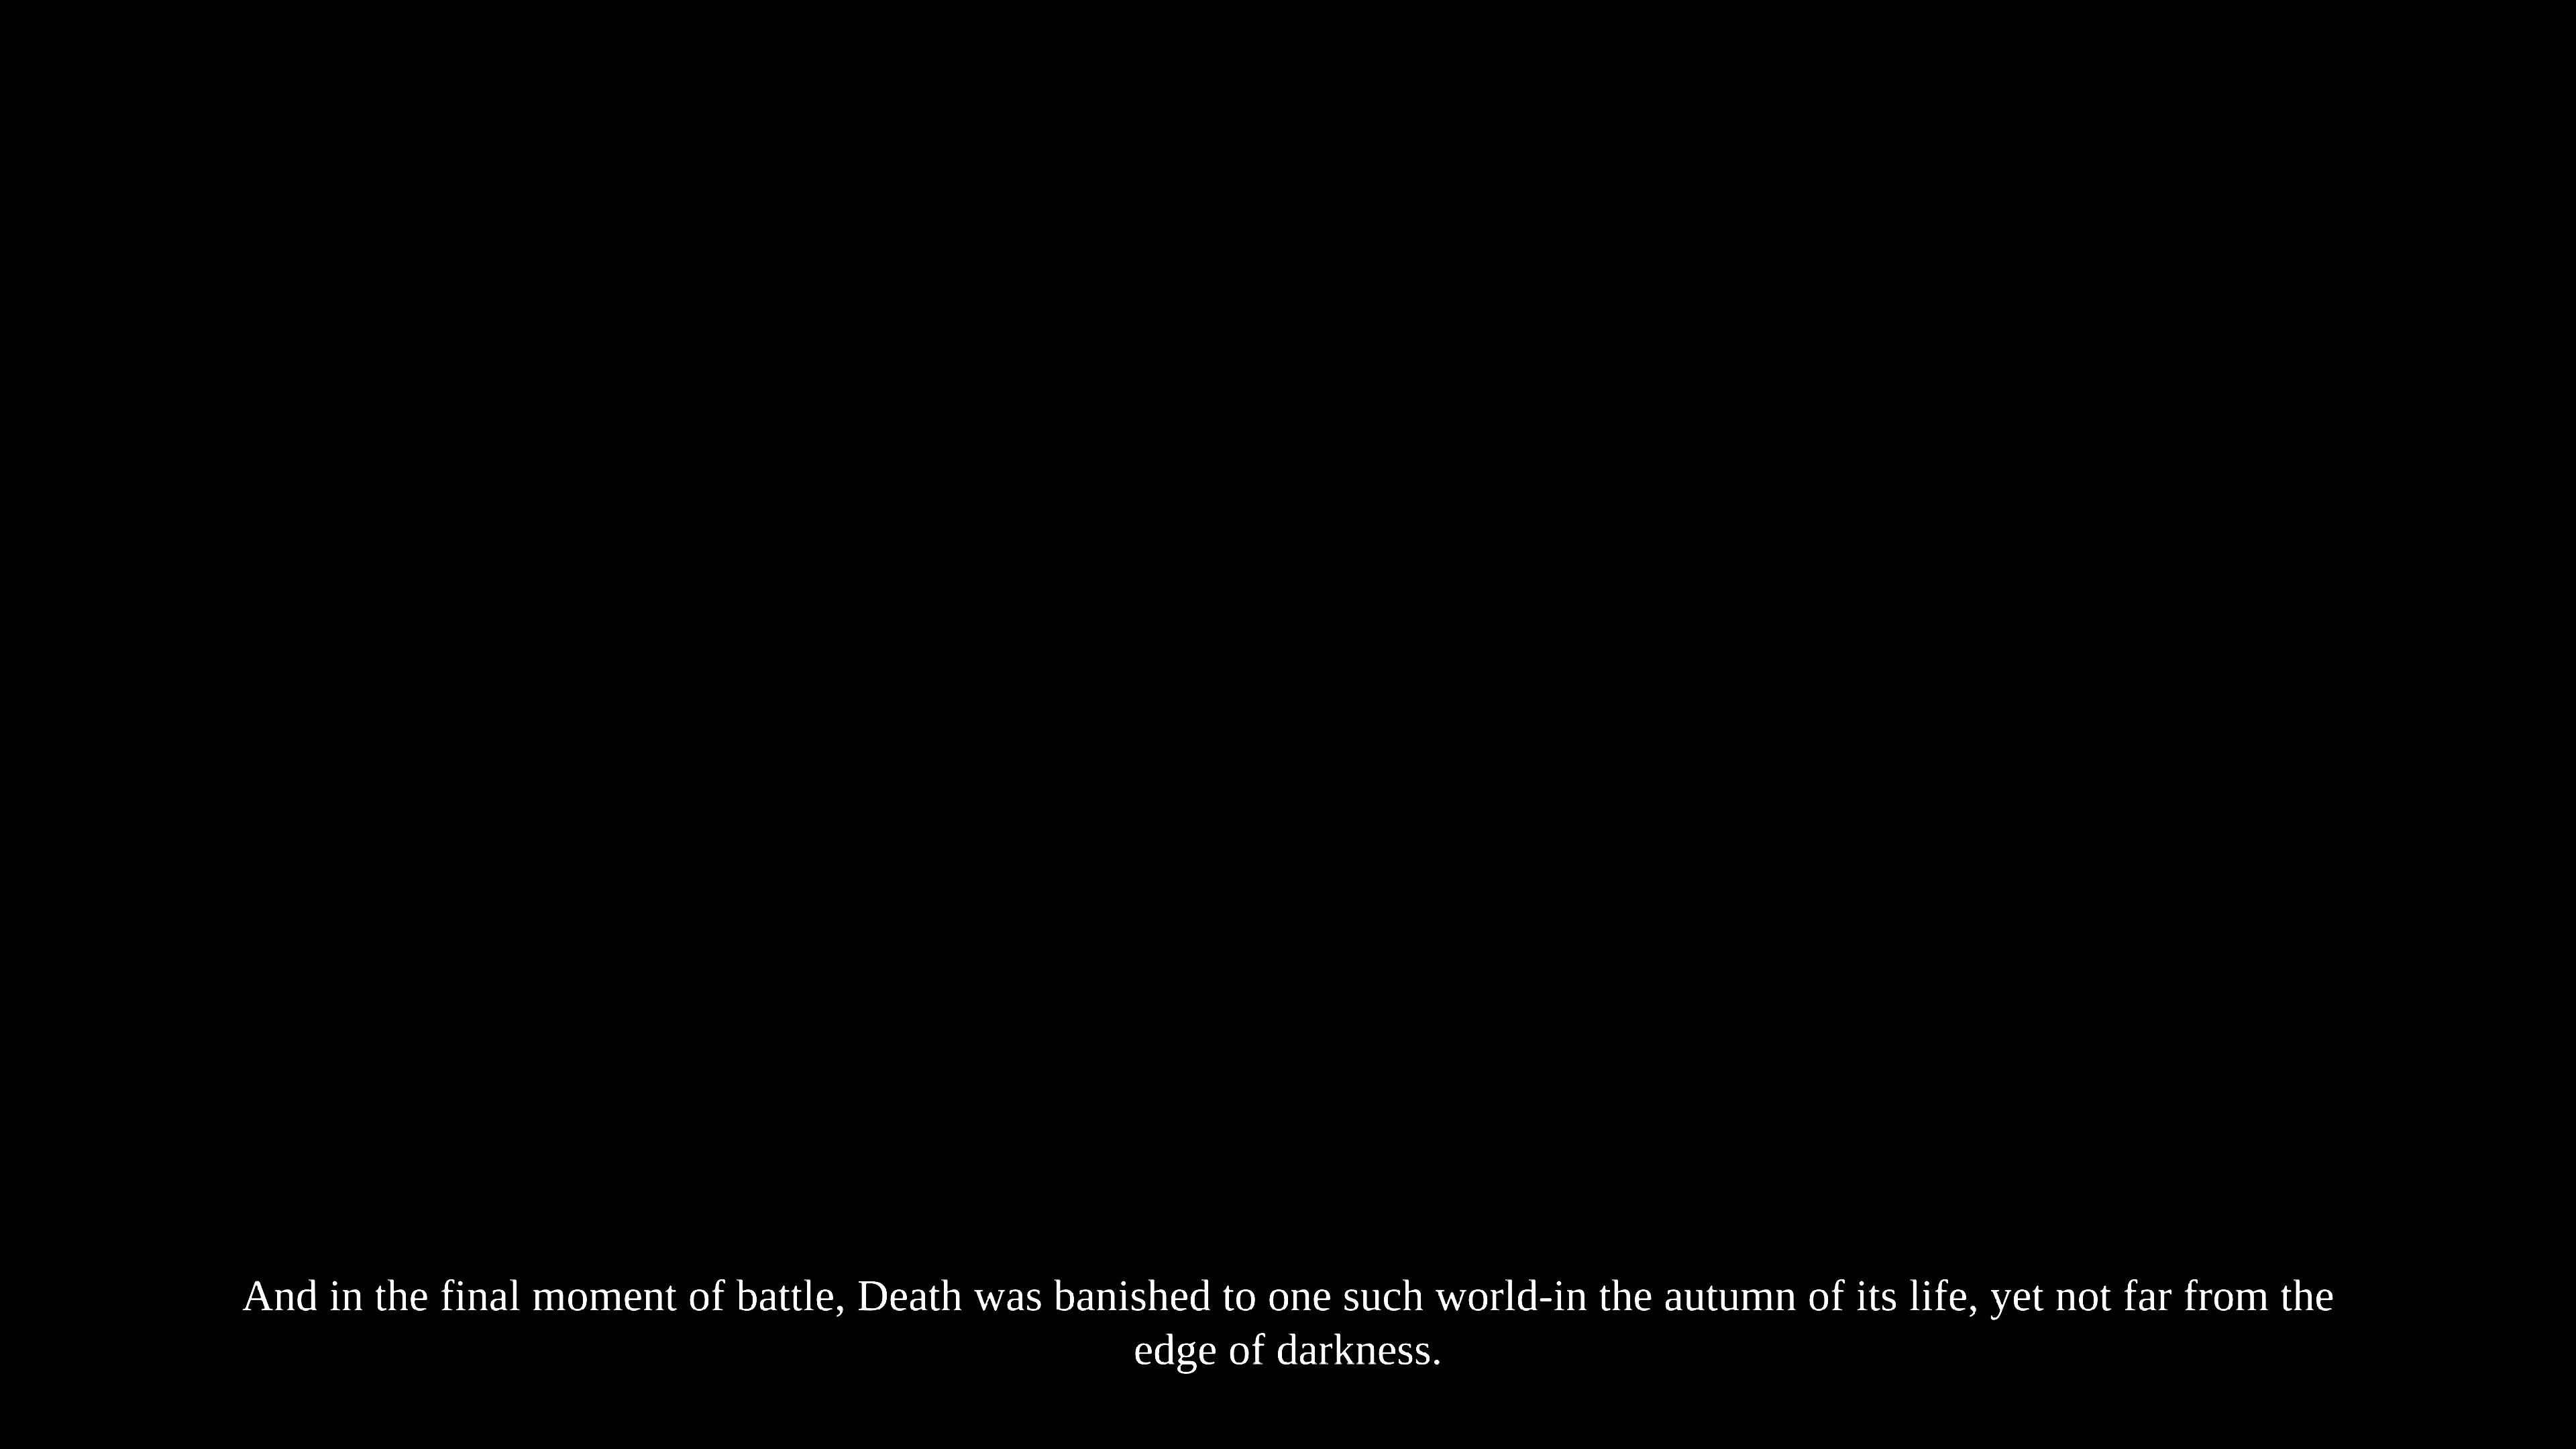 And in the final moment of battle, Death was banished to one such world-in the autumn of its life, yet not far from the
edge of darkness.